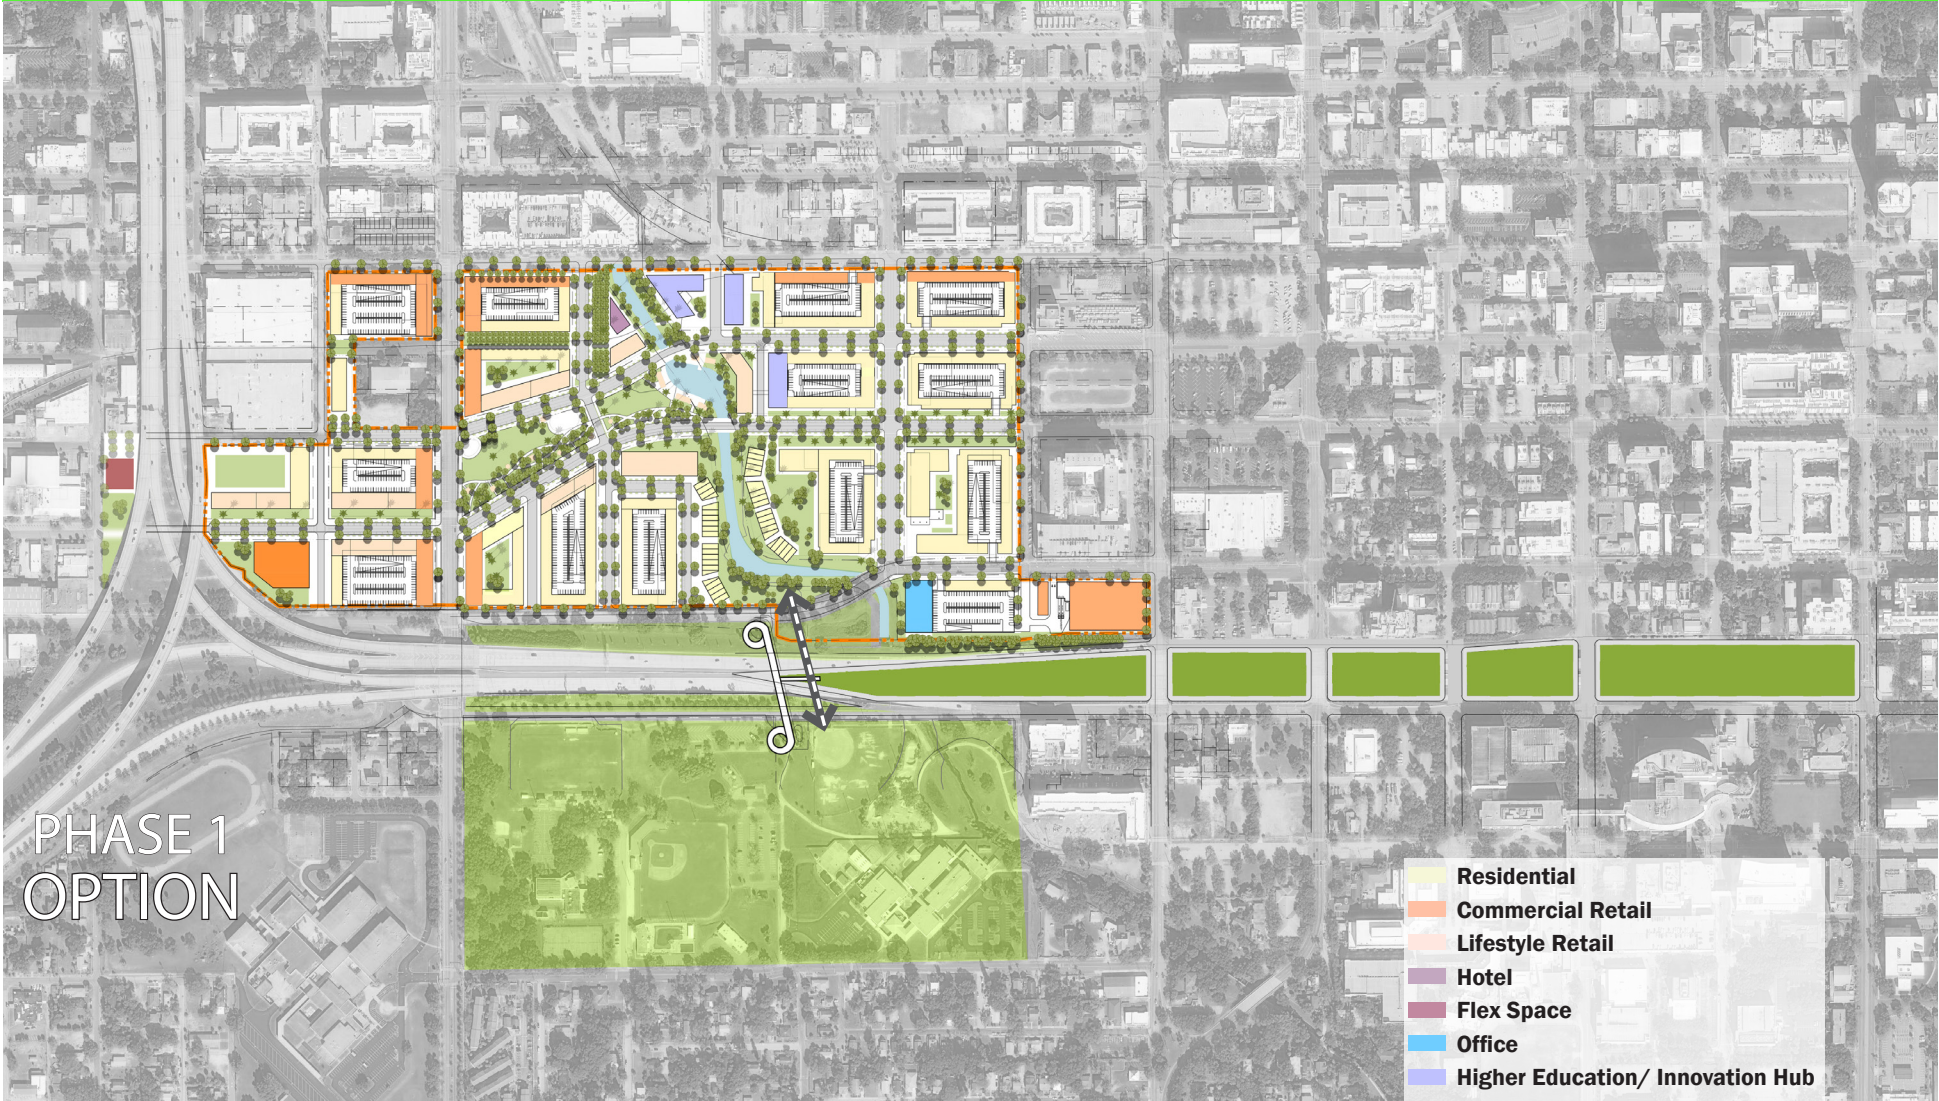 PHASE 1
OPTION
Residential
Commercial Retail
Lifestyle Retail
Hotel
Flex Space
Office
Higher Education/ Innovation Hub